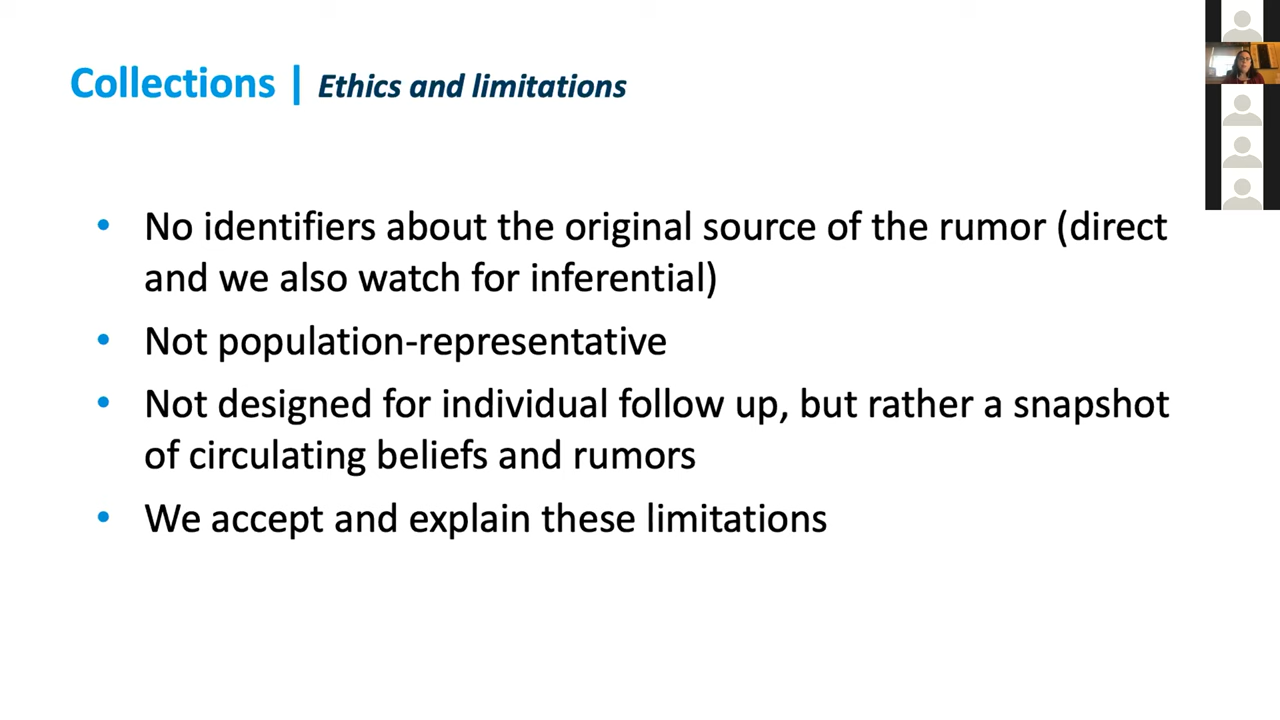 Collections | Ethics and limitations
• No identifiers about the original source of the rumor (direct
and we also watch for inferential)
• Not population-representative
• Not designed for individual follow up, but rather a snapshot
of circulating beliefs and rumors
• We accept and explain these limitations